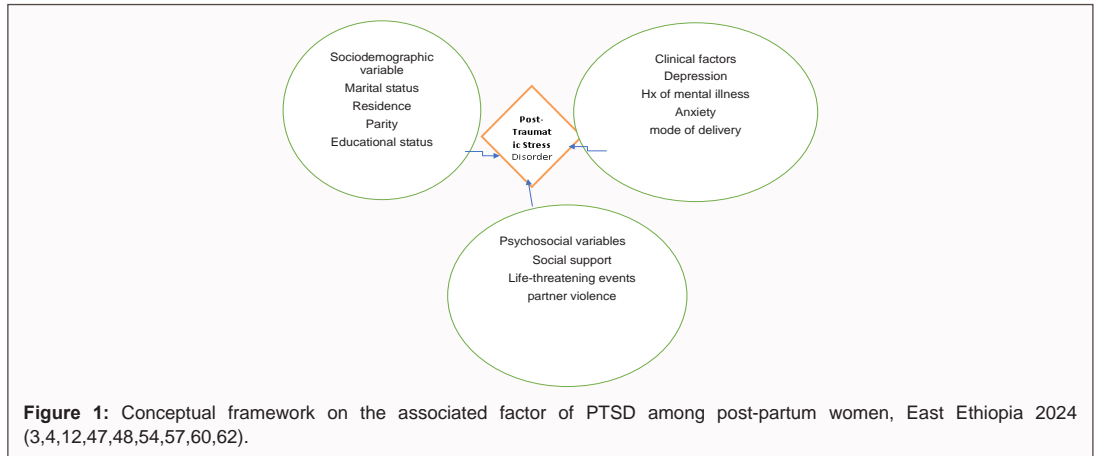 Sociodemographic
variable
Marital status
Residence
Parity
Educational status
Post-
Traumat
ic Stress
Disorder
Clinical factors
Depression
Hx of mental illness
Anxiety
mode of delivery
Psychosocial variables
Social support
Life-threatening events
partner violence
Figure 1: Conceptual framework on the associated factor of PTSD among post-partum women, East Ethiopia 2024
(3,4,12,47,48,54,57,60,62).